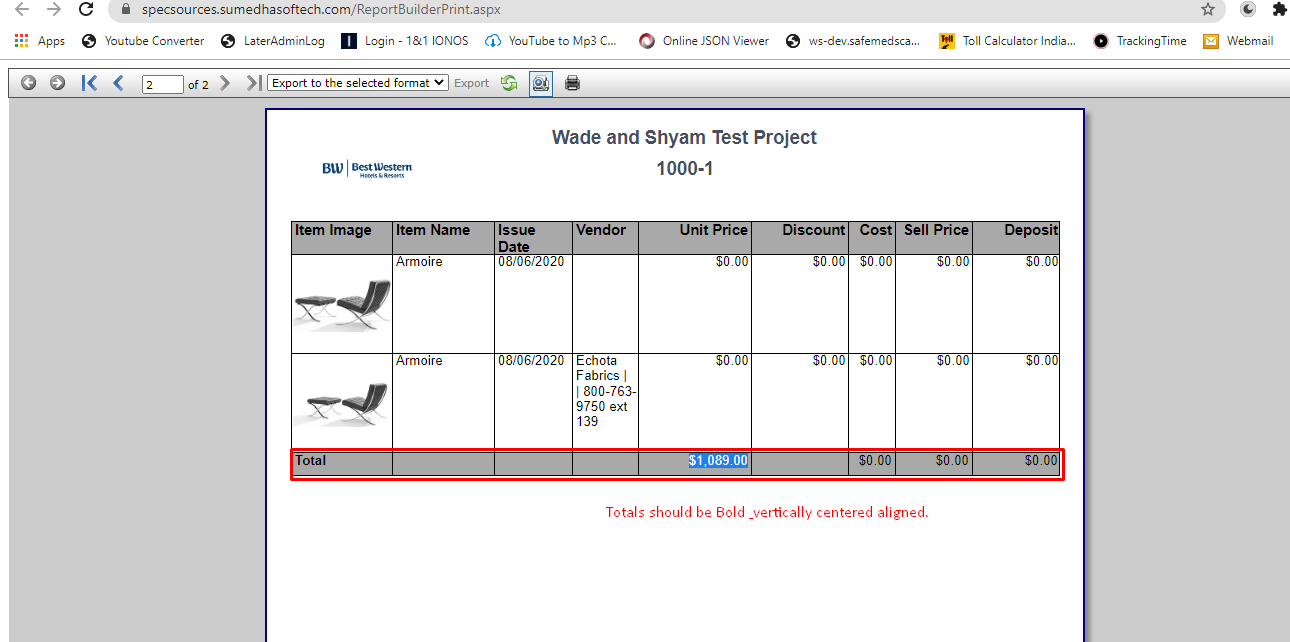 specsources.sumedhasoftech.com/ReportBuilderPrint.aspx
Apps Youtube Converter LaterAdminLog Login - 1&1 IONOS YouTube to Mp3 C... Online JSON Viewer ws-dev.safemedsca... Toll Calculator India... TrackingTime Webmail
2 of 2 Export to the selected format Export
Wade and Shyam Test Project
BW Best Western
Hotels & Resorts
1000-1
Item Image Item Name Issue Date Vendor Unit Price Discount Cost Sell Price Deposit
Armoire 08/06/2020 $0.00 $0.00 $0.00 $0.00 $0.00
Armoire 08/06/2020 Echota $0.00 $0.00 $0.00 $0.00 $0.00
Fabrics |
| 800-763-
9750 ext
139
Total $1,089.00 $0.00 $0.00 $0.00
Totals should be Bold _vertically centered aligned.